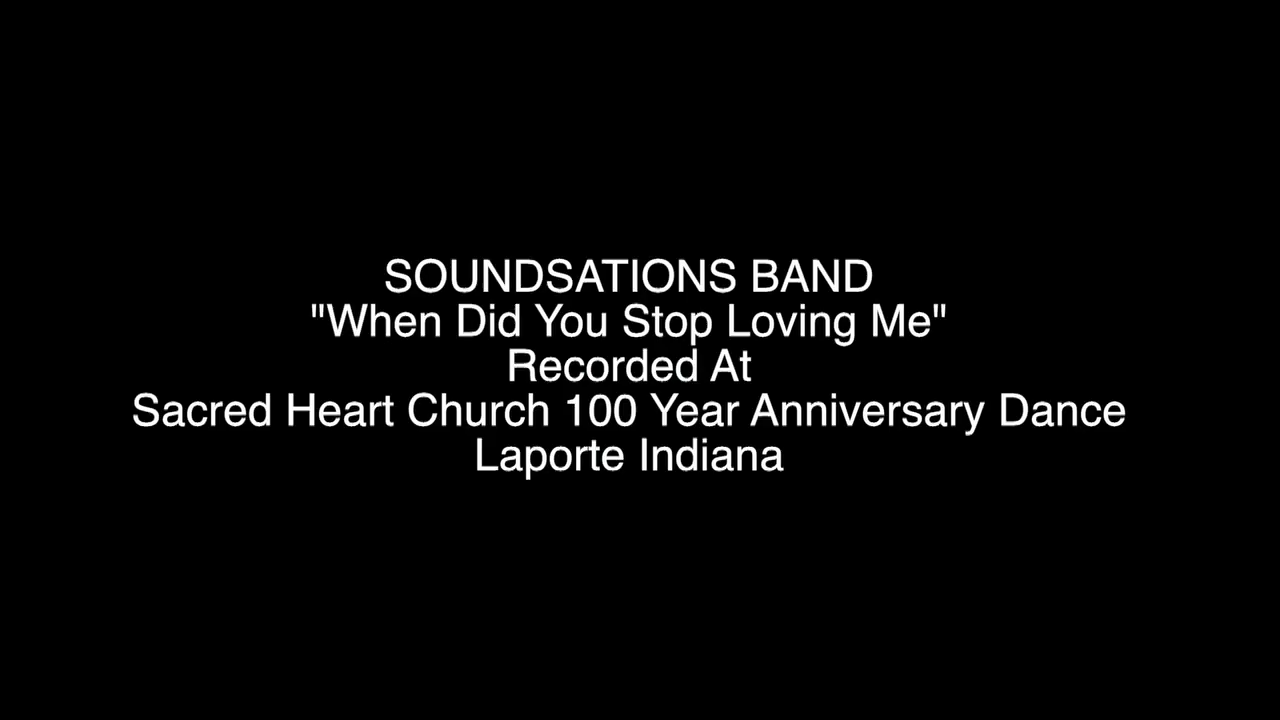 SOUNDSATIONS BAND
"When Did You Stop Loving Me"
Recorded At
Sacred Heart Church 100 Year Anniversary Dance
Laporte Indiana